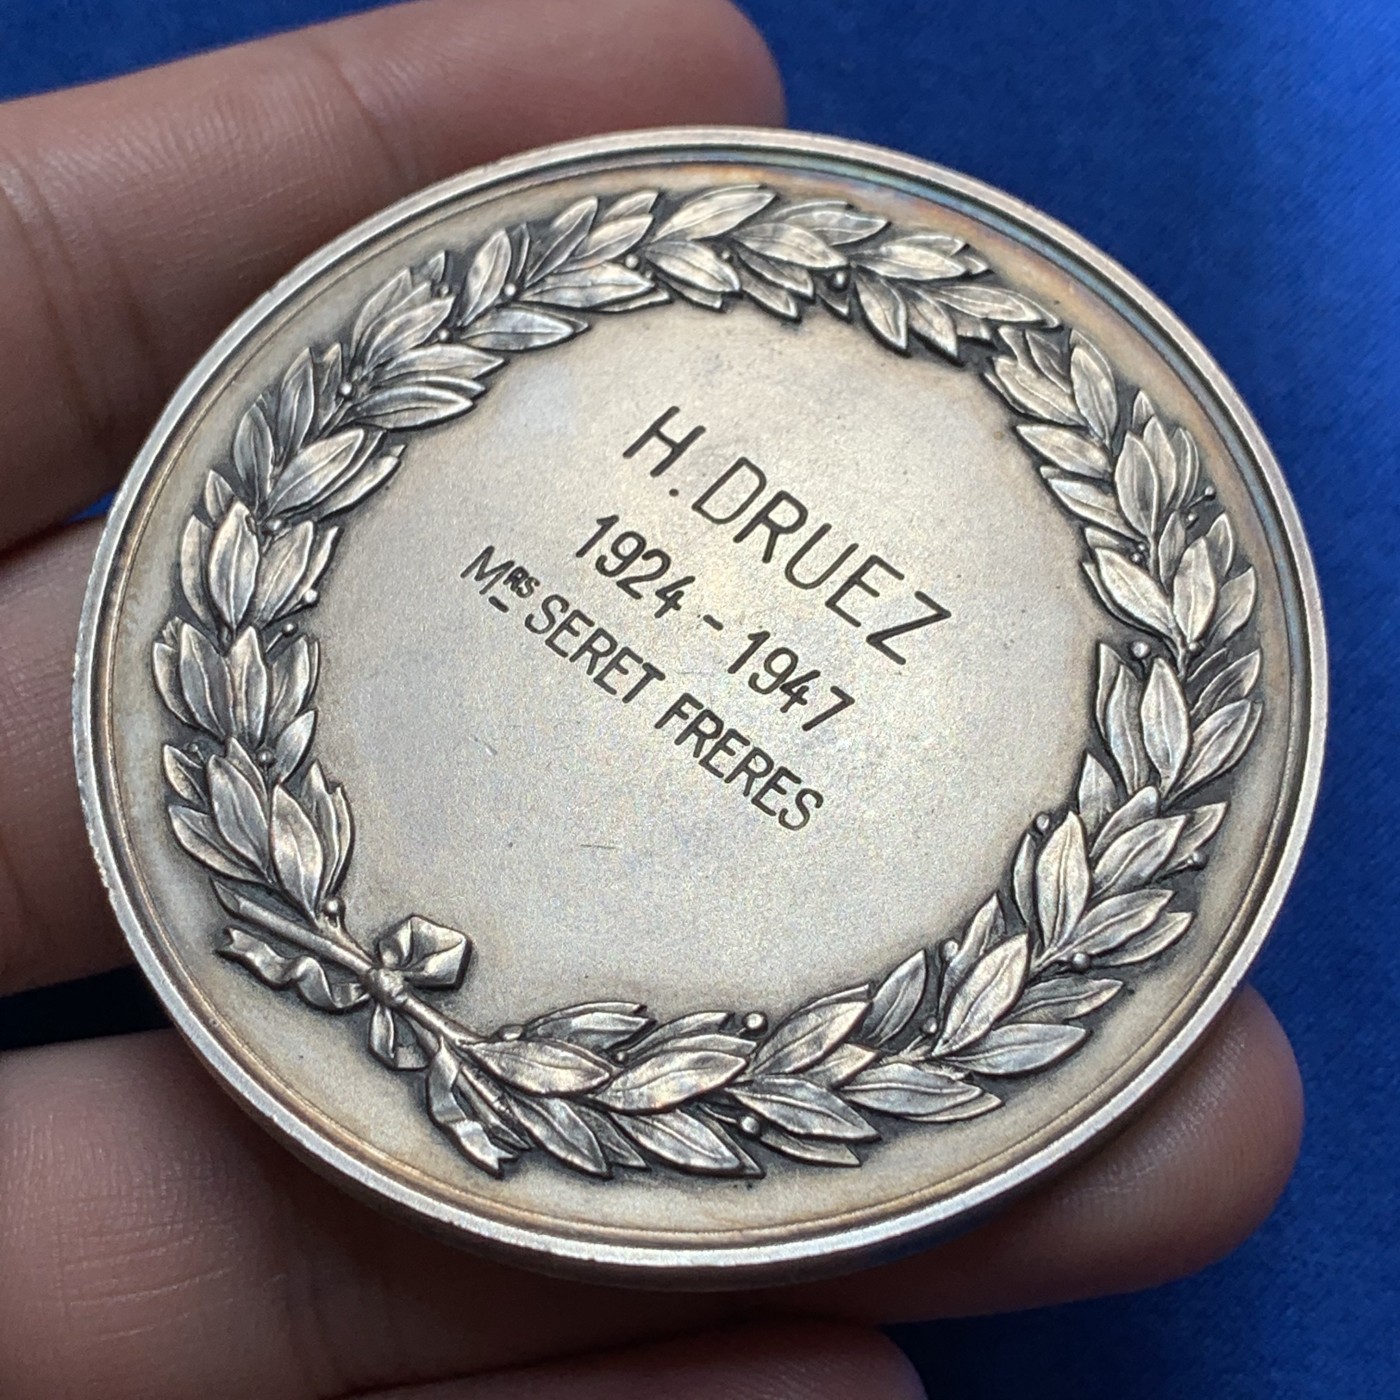 H. DRUEZ
1924 - 1947
MRS SERET FRERES